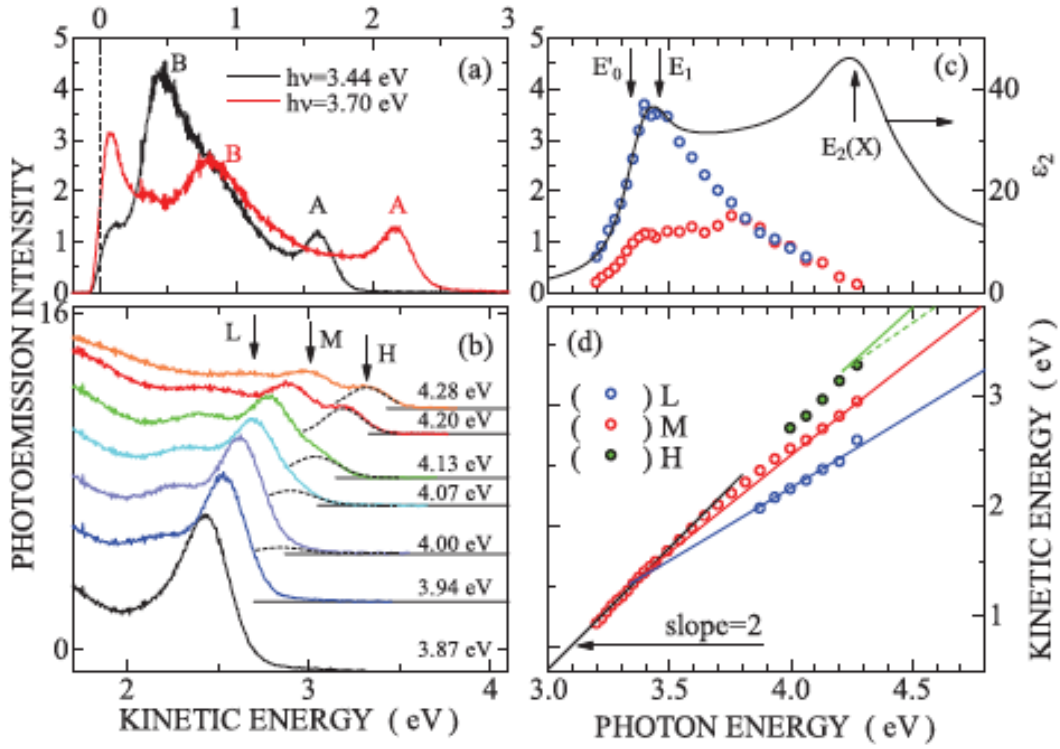 0 1 2 3
PHOTOEMISSION INTENSITY
5
4
3
2
1
0
B
(a)
hν=3.44 eV
hν=3.70 eV
B
A
A
5
4
3
2
1
0
E'0
E1
(c)
E2(X)
40
20
0
ε2
16
0
L
M
H
(b)
4.28 eV
4.20 eV
4.13 eV
4.07 eV
4.00 eV
3.94 eV
3.87 eV
2 3 4
KINETIC ENERGY ( eV )
(d)
( ) L
( ) M
( ) H
slope=2
3
2
1
KINETIC ENERGY ( eV )
3.0 3.5 4.0 4.5
PHOTON ENERGY ( eV )